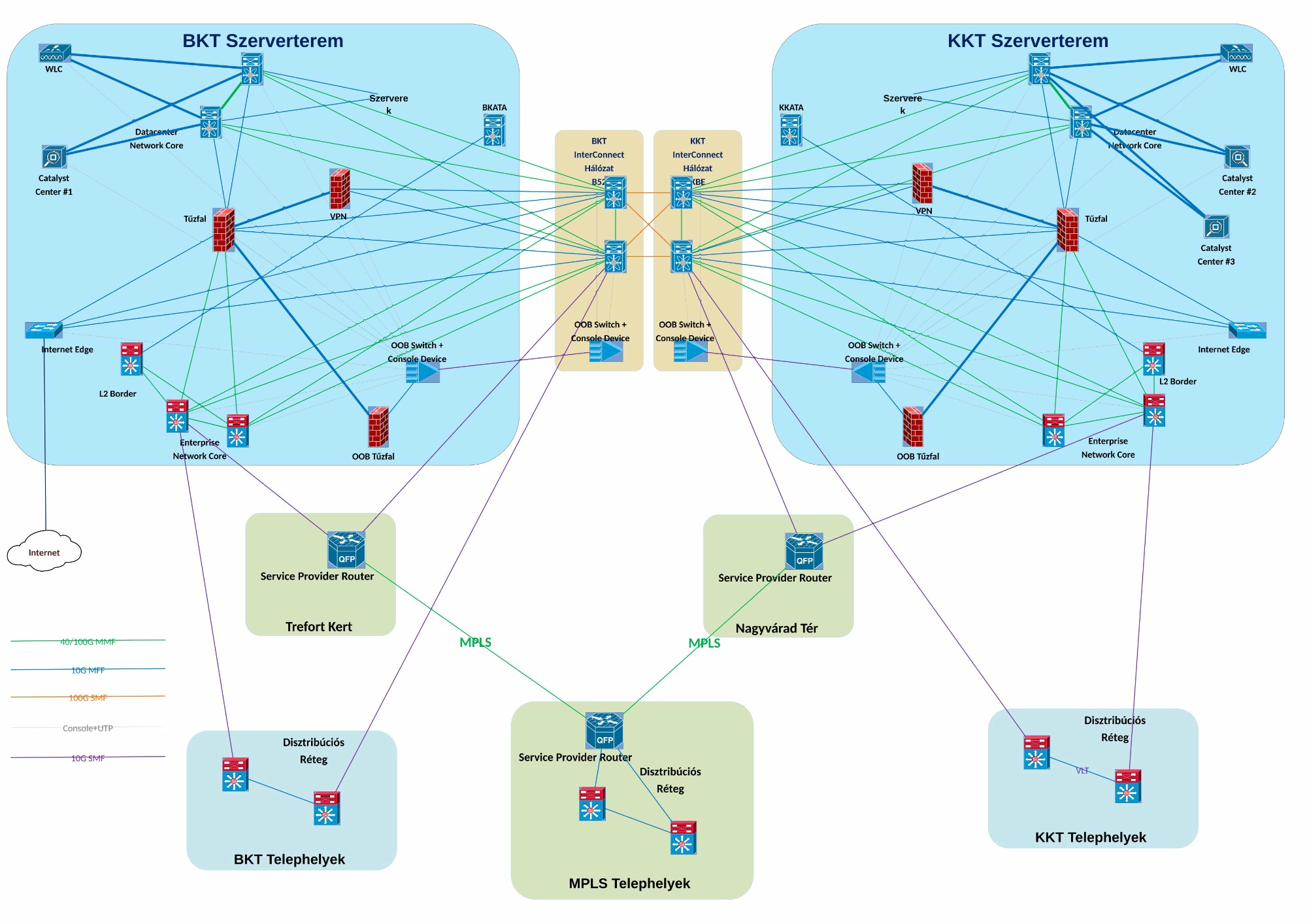 BKT Szerverterem
WLC
Szervere
k
BKATA
Datacenter
Network Core
Catalyst
Center #1
VPN
Tűzfal
Internet Edge
OOB Switch +
Console Device
L2 Border
Enterprise
Network Core
OOB Tűzfal
BKT
InterConnect
Hálózat
OOB Switch +
Console Device
KKT
InterConnect
Hálózat
OOB Switch +
Console Device
KKT Szerverterem
KKATA
Szervere
k
WLC
Datacenter
Network Core
Catalyst
Center #2
VPN
Tűzfal
Catalyst
Center #3
Internet Edge
OOB Switch +
Console Device
L2 Border
Enterprise
Network Core
OOB Tűzfal
Internet
QFP
Service Provider Router
Trefort Kert
QFP
Service Provider Router
Nagyvárad Tér
MPLS
MPLS
40/100G MMF
10G MFF
100G SMF
Console+UTP
10G SMF
Disztribúciós
Réteg
BKT Telephelyek
QFP
Service Provider Router
Disztribúciós
Réteg
MPLS Telephelyek
Disztribúciós
Réteg
VLT
KKT Telephelyek